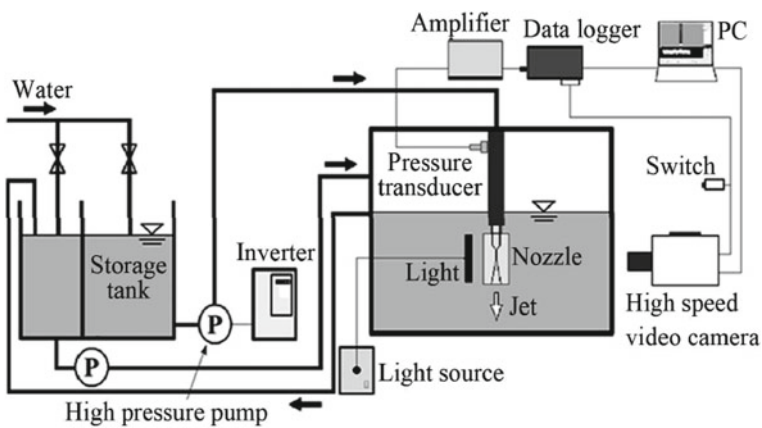 Amplifier
Data logger
PC
Water
Pressure
transducer
Switch
Storage
tank
Inverter
Light
Nozzle
Jet
P
P
High speed
video camera
Light source
High pressure pump